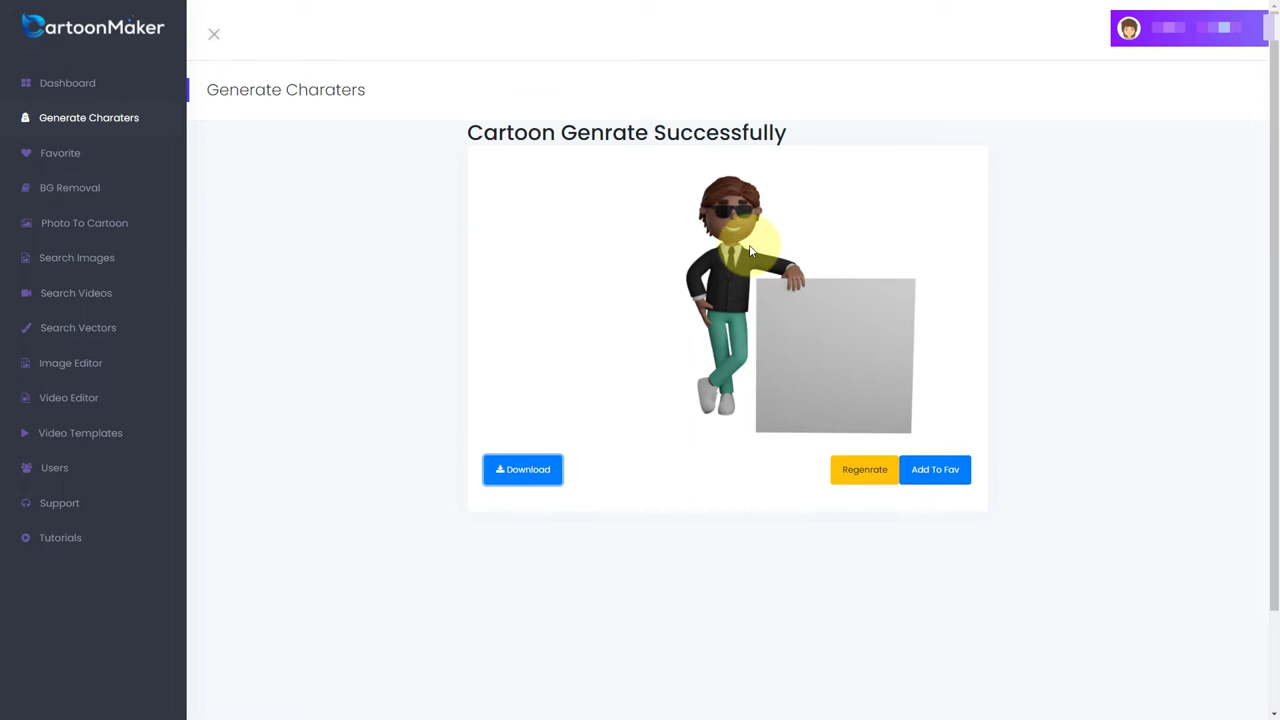 CartoonMaker
Generate Charaters
Dashboard
Generate Charaters
Favorite
BG Removal
Photo To Cartoon
Search Images
Search Videos
Search Vectors
Image Editor
Video Editor
Video Templates
Users
Support
Tutorials
Cartoon Genrate Successfully
Download
Regenrate
Add To Fav